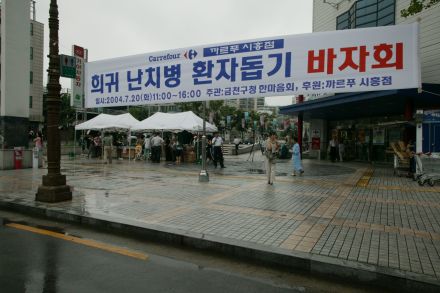 Carrefour 까르푸 시흥점
희귀 난치병 환자돕기 바자회
일시:2004.7.20(화)11:00~16:00 주관:금천구청 한마음회, 후원:까르푸 시흥점